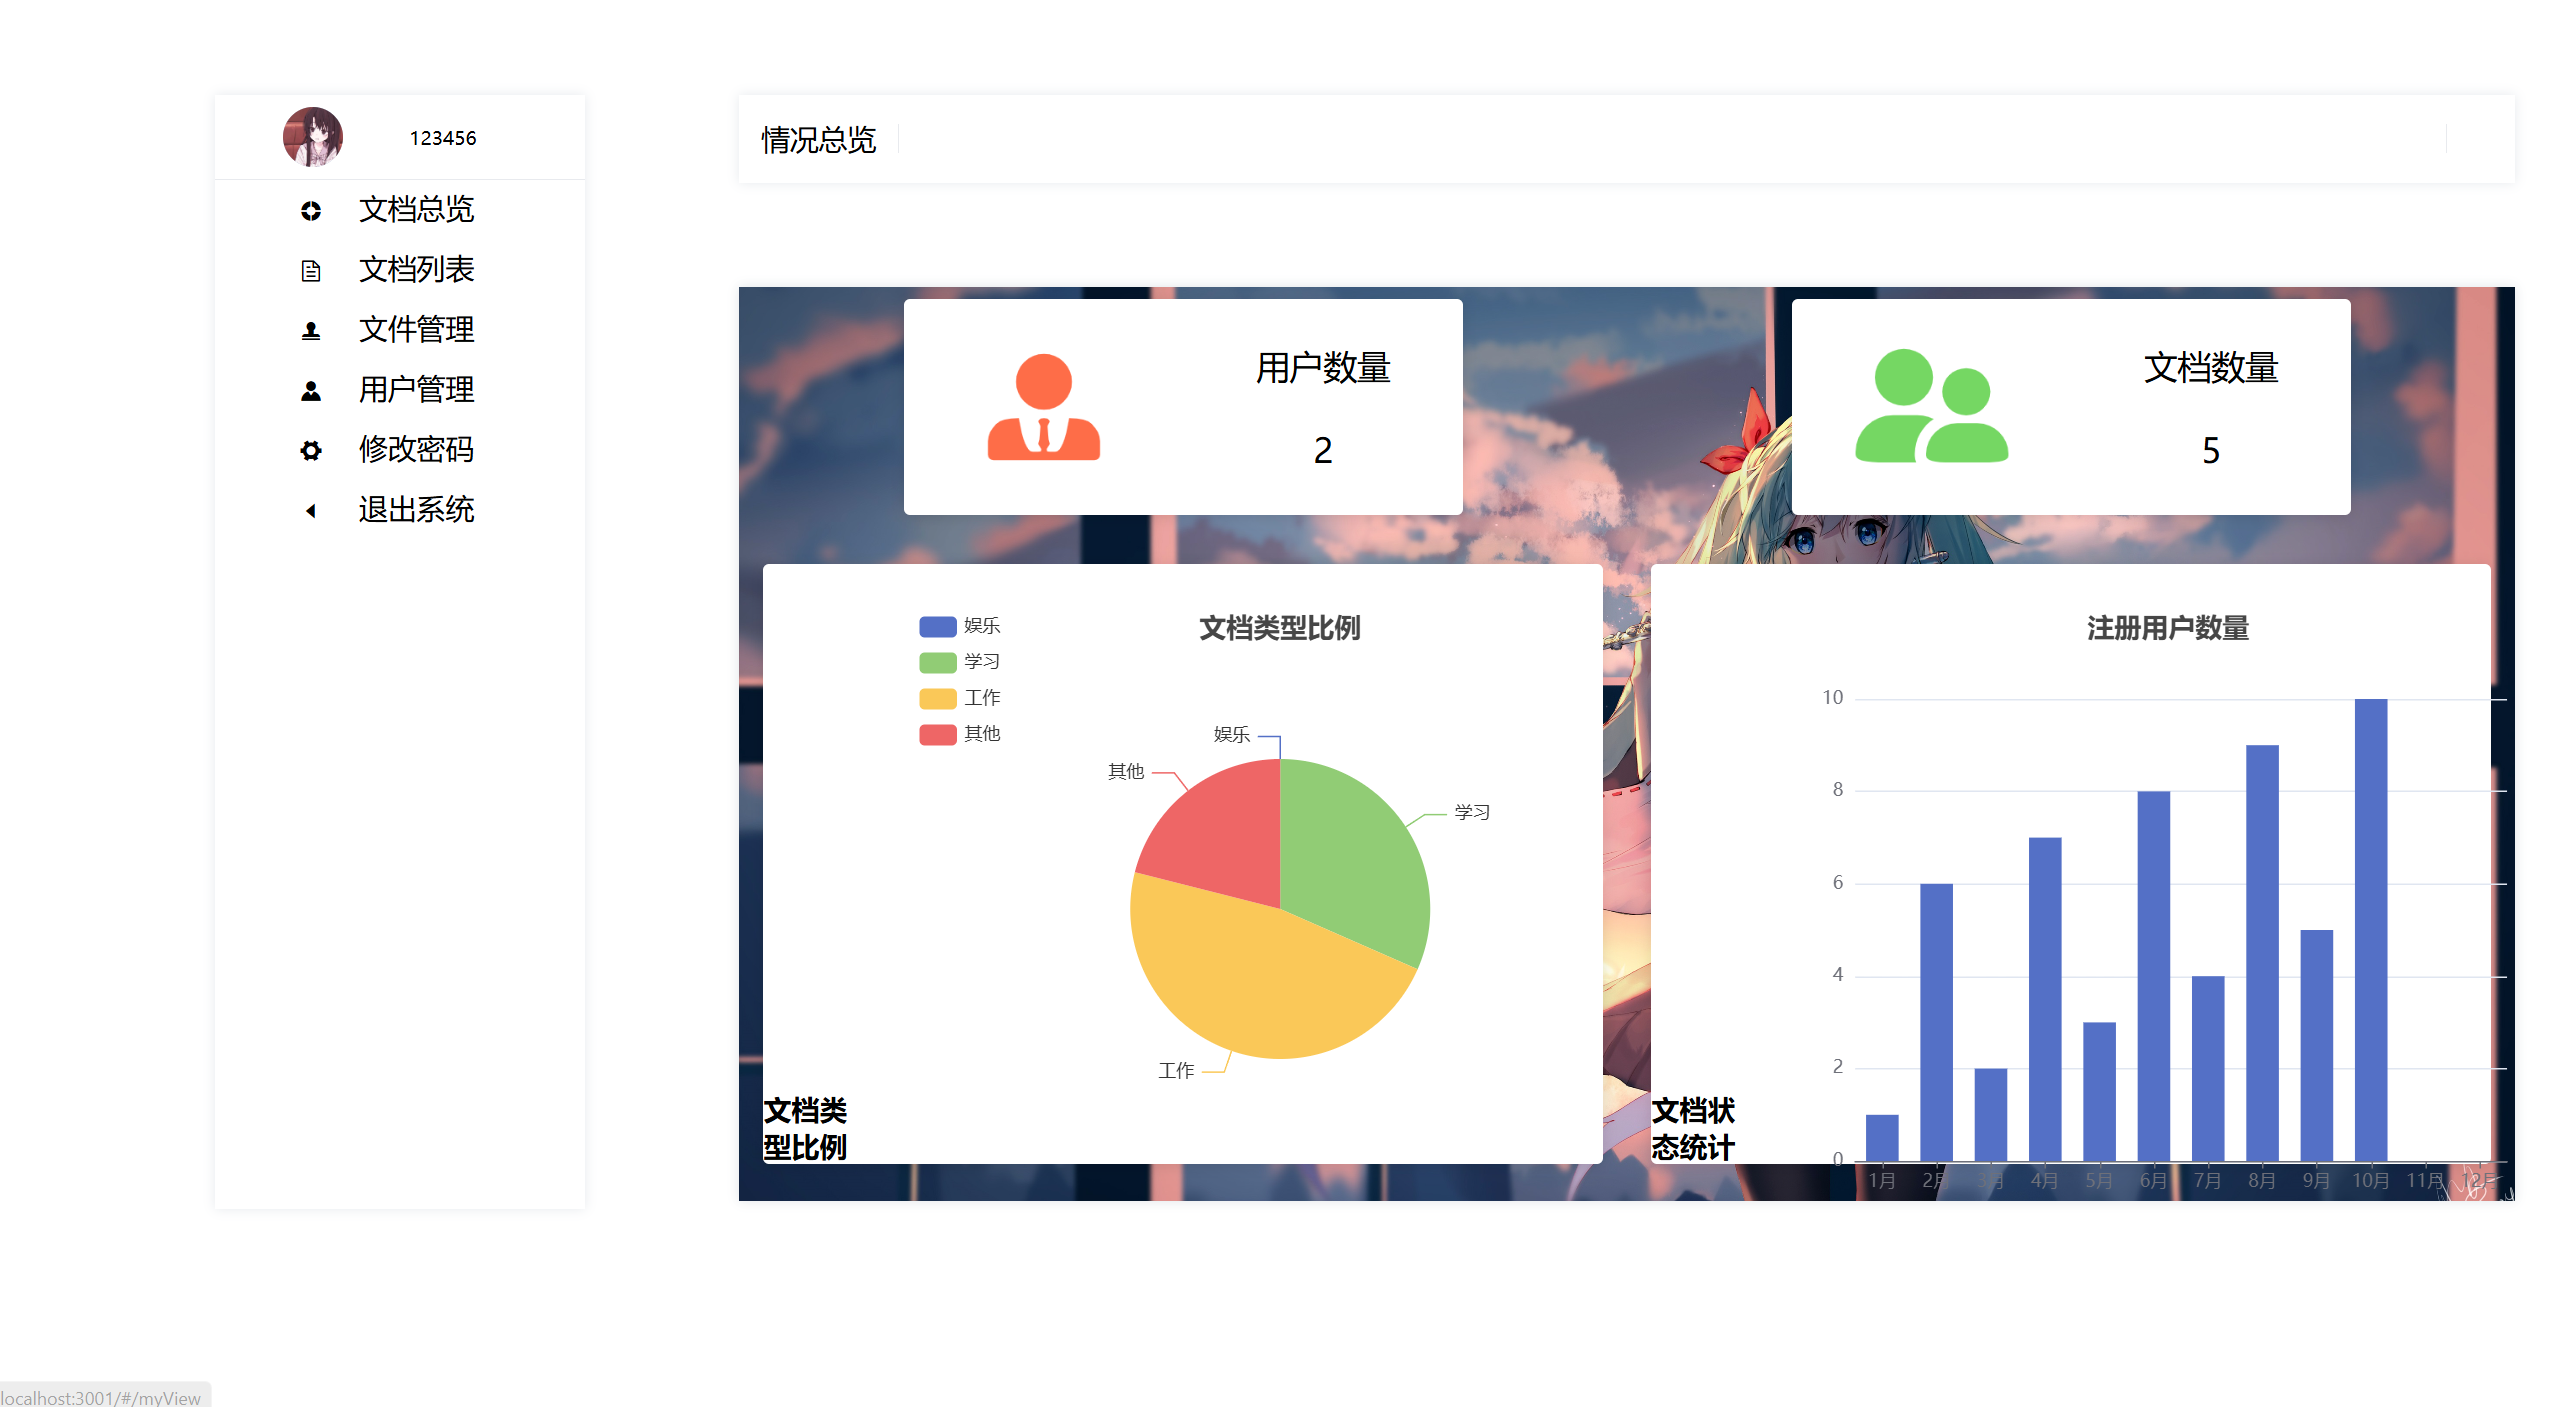 123456
文档总览
文档列表
文件管理
用户管理
修改密码
退出系统
情况总览
用户数量
2
文档数量
5
娱乐
学习
工作
其他
文档类型比例
娱乐
其他
学习
工作
文档类
型比例
注册用户数量
10
8
6
4
2
0
1月 2月 3月 4月 5月 6月 7月 8月 9月 10月 11月 12月
文档状
态统计
localhost:3001/#/myView